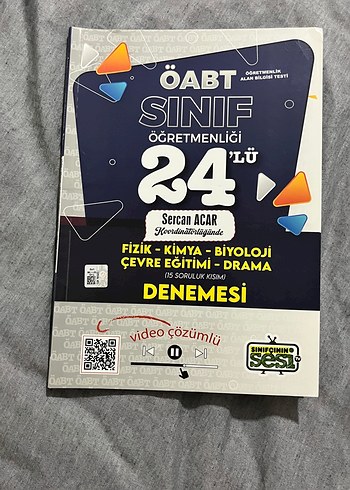 ÖABT
ÖĞRETMENLİK
ALAN BİLGİSİ TESTİ
SINIF
ÖĞRETMENLİĞİ
24'LÜ
Sercan ACAR
Koordinatörlüğünde
FİZİK - KİMYA - BİYOLOJİ
ÇEVRE EĞİTİMİ - DRAMA
(15 SORULUK KISIM)
DENEMESİ
video çözümlü
SINIFÇININ
sesi